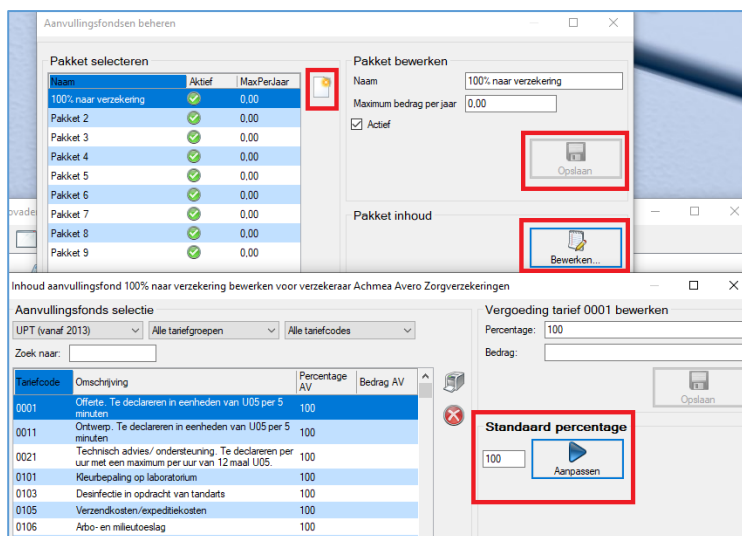 Aanvullingsfondsen beheren
Pakket selecteren
Naam Aktief MaxPerJaar
100% naar verzekering 0,00
Pakket 2 0,00
Pakket 3 0,00
Pakket 4 0,00
Pakket 5 0,00
Pakket 6 0,00
Pakket 7 0,00
Pakket 8 0,00
Pakket 9 0,00
Pakket bewerken
Naam 100% naar verzekering
Maximum bedrag per jaar 0,00
Actief
Opslaan
Pakket inhoud
Bewerken...
Inhoud aanvullingsfond 100% naar verzekering bewerken voor verzekeraar Achmea Avero Zorgverzekeringen
Aanvullingsfonds selectie
UPT (vanaf 2013) Alle tariefgroepen Alle tariefcodes
Zoek naar:
Tariefcode Omschrijving Percentage AV Bedrag AV
0001 Offerte. Te declareren in eenheden van U05 per 5 minuten 100
0011 Ontwerp. Te declareren in eenheden van U05 per 5 minuten 100
0021 Technisch advies/ ondersteuning. Te declareren per uur met een maximum per uur van 12 maal U05. 100
0101 Kleurbepaling op laboratorium 100
0103 Desinfectie in opdracht van tandarts 100
0105 Verzendkosten/expeditiekosten 100
0106 Arbo- en milieutoeslag 100
Vergoeding tarief 0001 bewerken
Percentage: 100
Bedrag:
Opslaan
Standaard percentage
100 Aanpassen